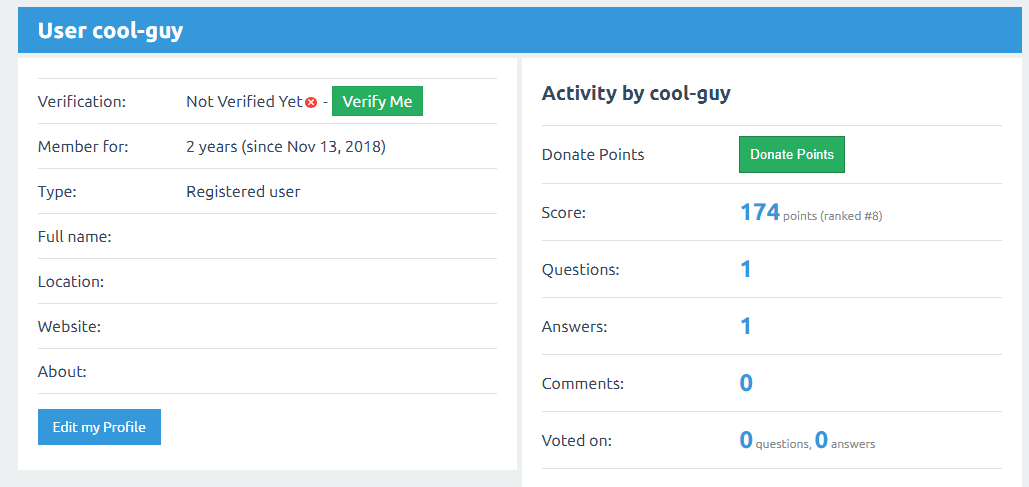 User cool-guy
Verification: Not Verified Yet - Verify Me
Member for: 2 years (since Nov 13, 2018)
Type: Registered user
Full name:
Location:
Website:
About:
Edit my Profile
Activity by cool-guy
Donate Points Donate Points
Score: 174 points (ranked #8)
Questions: 1
Answers: 1
Comments: 0
Voted on: 0 questions, 0 answers